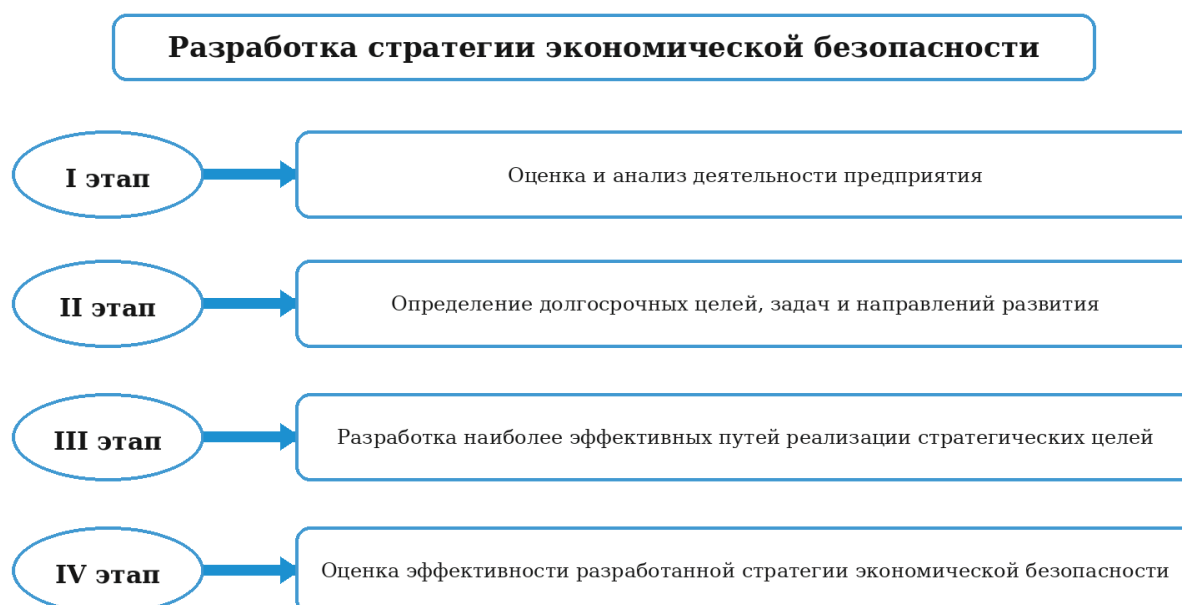 Разработка стратегии экономической безопасности
I этап
Оценка и анализ деятельности предприятия
II этап
Определение долгосрочных целей, задач и направлений развития
III этап
Разработка наиболее эффективных путей реализации стратегических целей
IV этап
Оценка эффективности разработанной стратегии экономической безопасности